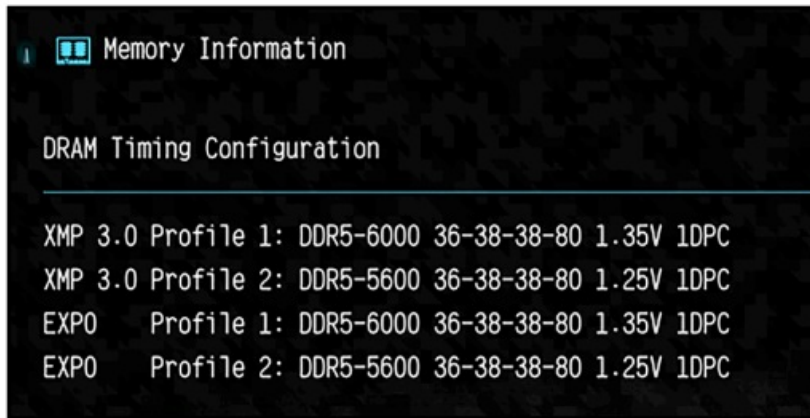 Memory Information
DRAM Timing Configuration
XMP 3.0 Profile 1: DDR5-6000 36-38-38-80 1.35V 1DPC
XMP 3.0 Profile 2: DDR5-5600 36-38-38-80 1.25V 1DPC
EXPO Profile 1: DDR5-6000 36-38-38-80 1.35V 1DPC
EXPO Profile 2: DDR5-5600 36-38-38-80 1.25V 1DPC